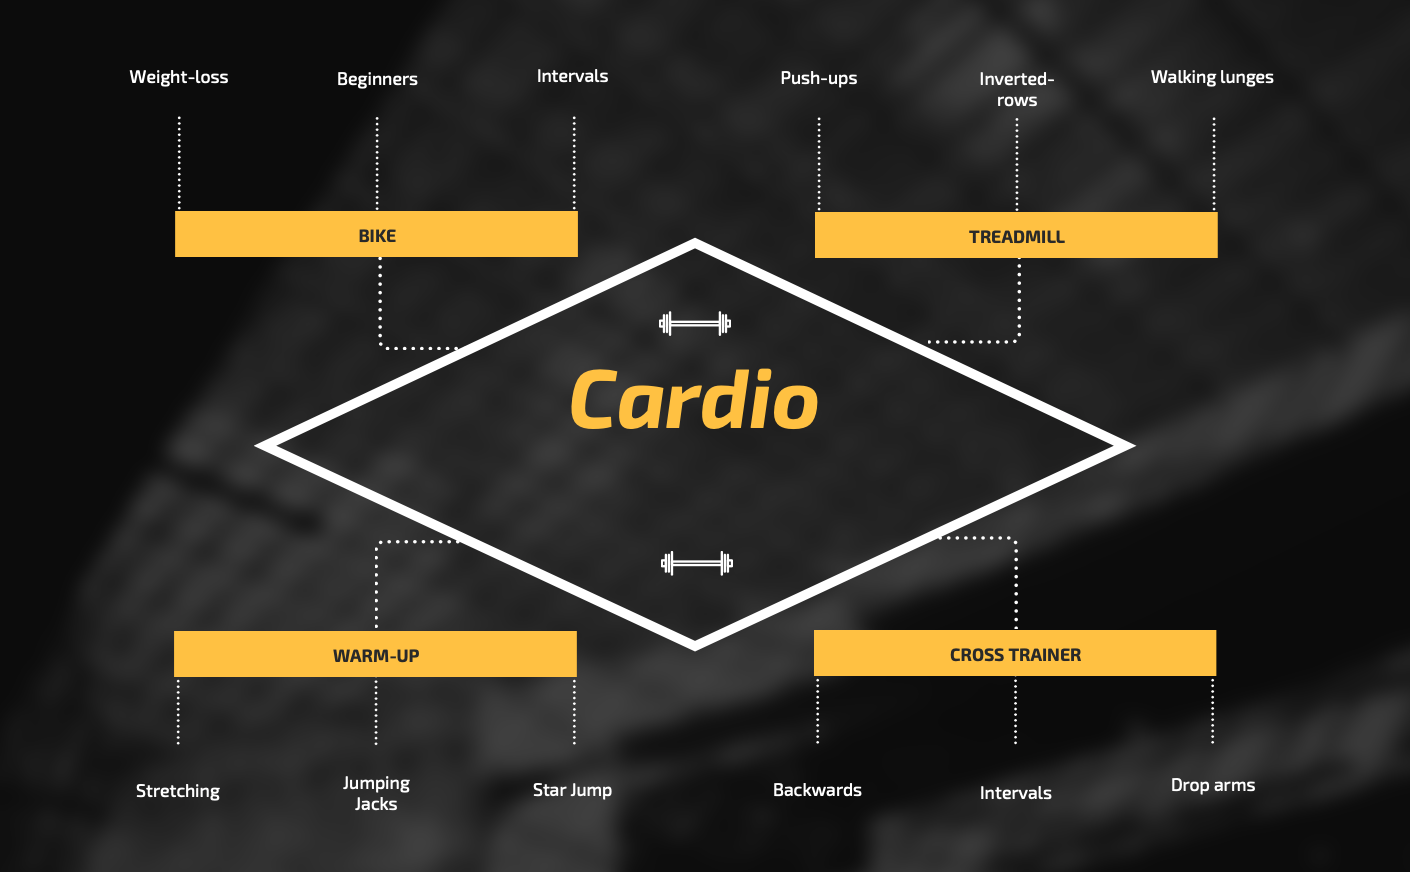 Weight-loss
Beginners
Intervals
Push-ups
Inverted-
rows
Walking lunges
BIKE
TREADMILL
Cardio
WARM-UP
CROSS TRAINER
Stretching
Jumping
Jacks
Star Jump
Backwards
Intervals
Drop arms